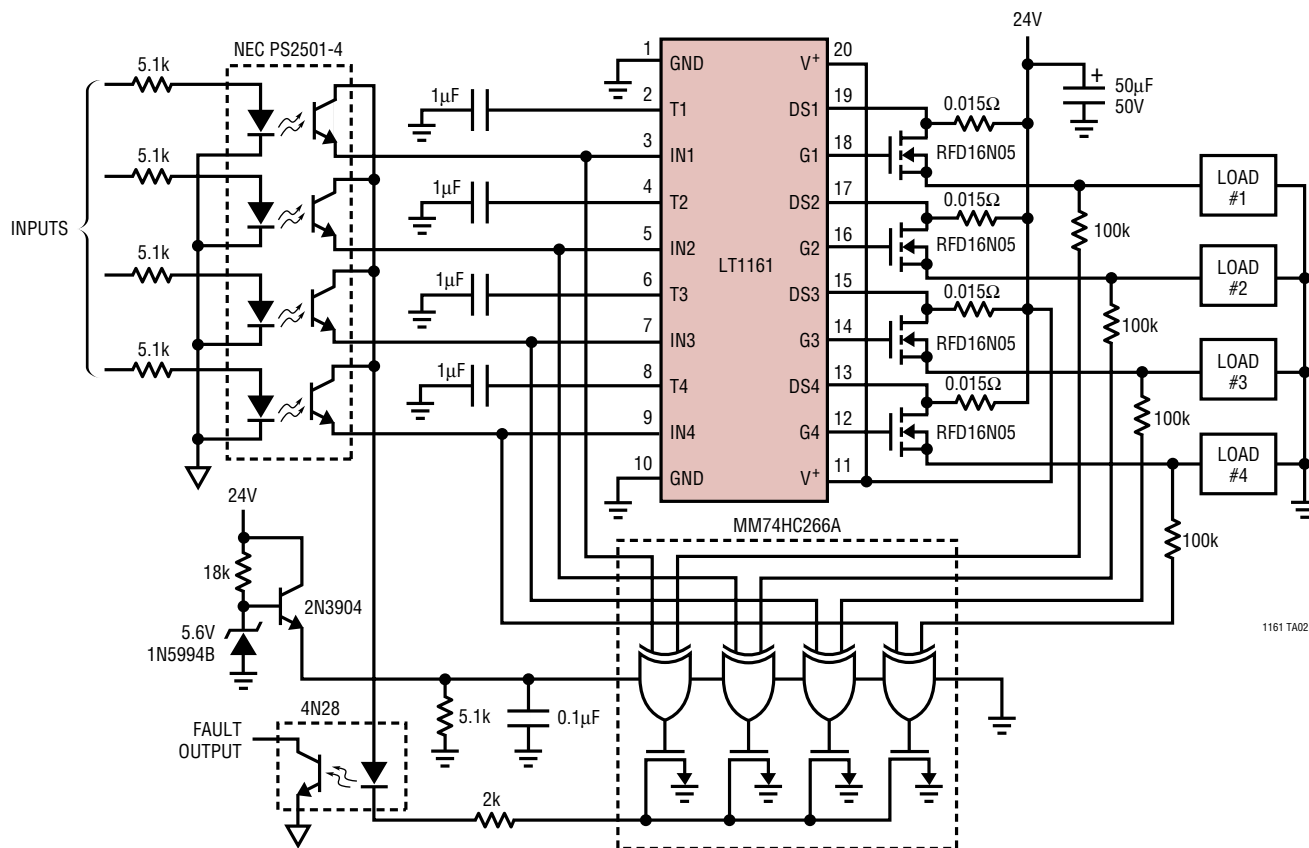 NEC PS2501-4
5.1k
5.1k
5.1k
5.1k
INPUTS
1µF
1µF
1µF
1µF
1
2
3
4
5
6
7
8
9
10
GND
T1
IN1
T2
IN2
T3
IN3
T4
IN4
GND
LT1161
V+
DS1
G1
DS2
G2
DS3
G3
DS4
G4
V+
20
19
18
17
16
15
14
13
12
11
24V
+
50µF
50V
0.015Ω
RFD16N05
0.015Ω
RFD16N05
0.015Ω
RFD16N05
0.015Ω
RFD16N05
LOAD
#1
LOAD
#2
LOAD
#3
LOAD
#4
100k
100k
100k
100k
24V
18k
2N3904
5.6V
1N5994B
MM74HC266A
1161 TA02
5.1k
0.1µF
4N28
FAULT
OUTPUT
2k